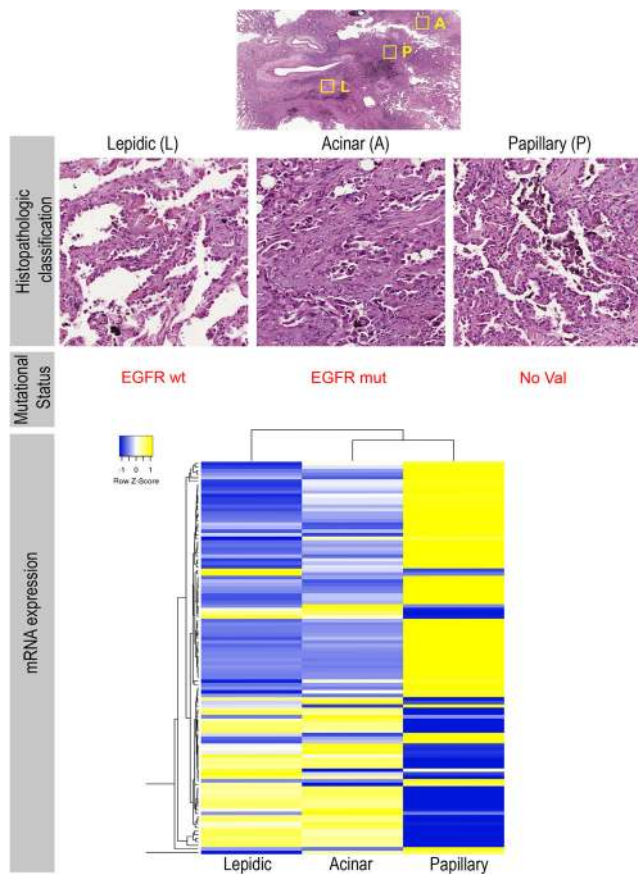 A
P
L
Lepidic (L) Acinar (A) Papillary (P)
Histopathologic
classification
Mutational
Status
EGFR wt EGFR mut No Val
mRNA expression
-1 0 1
Row Z-Score
Lepidic Acinar Papillary